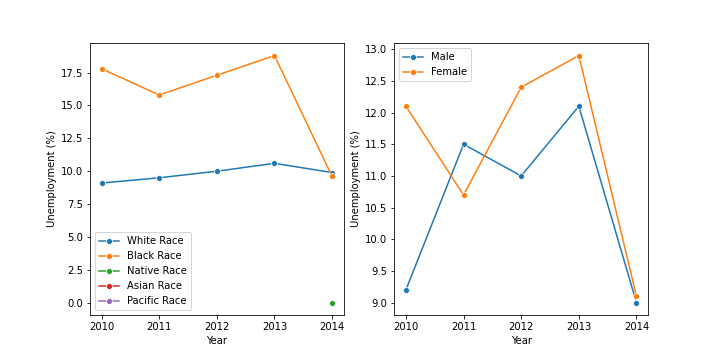 17.5
15.0
12.5
10.0
7.5
5.0
2.5
0.0
Unemployment (%)
White Race
Black Race
Native Race
Asian Race
Pacific Race
2010 2011 2012 2013 2014
Year
13.0
12.5
12.0
11.5
11.0
10.5
10.0
9.5
9.0
Unemployment (%)
Male
Female
2010 2011 2012 2013 2014
Year